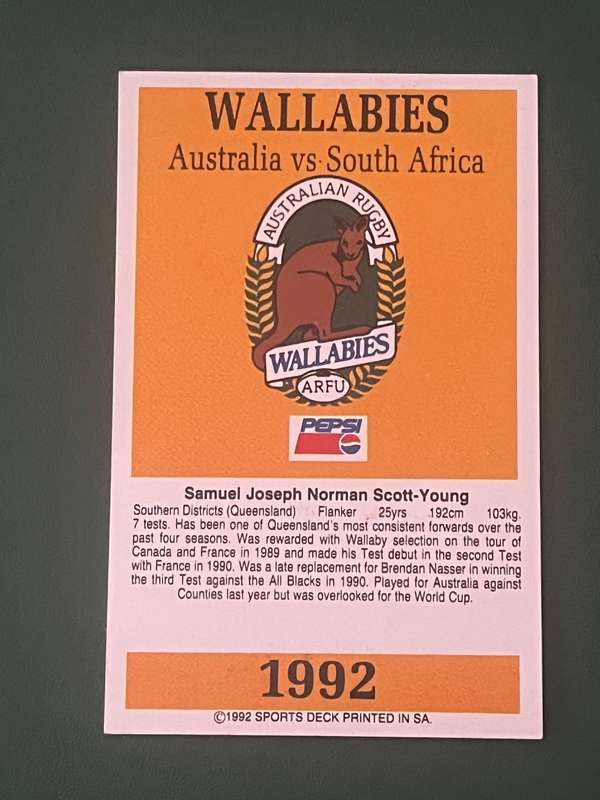 WALLABIES
Australia vs South Africa
AUSTRALIAN RUGBY
WALLABIES
ARFU
PEPSI
Samuel Joseph Norman Scott-Young
Southern Districts (Queensland) Flanker 25yrs 192cm 103kg.
7 tests. Has been one of Queensland's most consistent forwards over the
past four seasons. Was rewarded with Wallaby selection on the tour of
Canada and France in 1989 and made his Test debut in the second Test
with France in 1990. Was a late replacement for Brendan Nasser in winning
the third Test against the All Blacks in 1990. Played for Australia against
Counties last year but was overlooked for the World Cup.
1992
©1992 SPORTS DECK PRINTED IN SA.